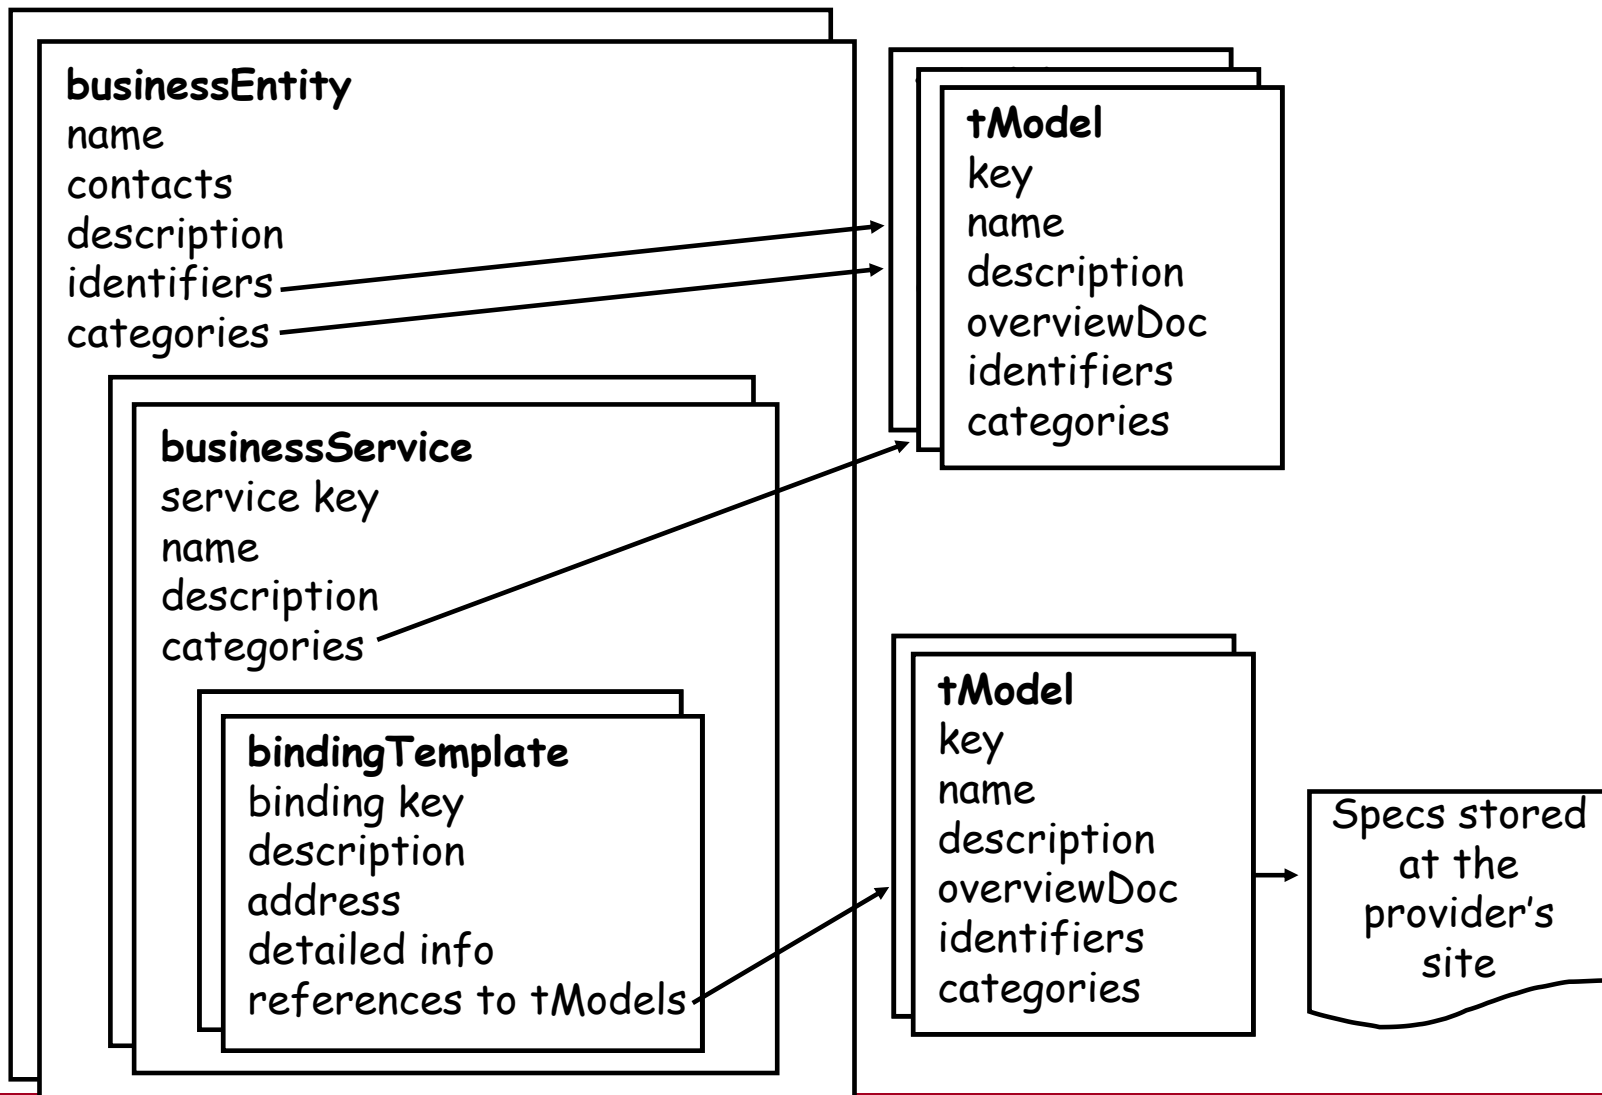 businessEntity
name
contacts
description
identifiers
categories
businessService
service key
name
description
categories
bindingTemplate
binding key
description
address
detailed info
references to tModels
tModel
key
name
description
overviewDoc
identifiers
categories
tModel
key
name
description
overviewDoc
identifiers
categories
Specs stored
at the
provider’s
site